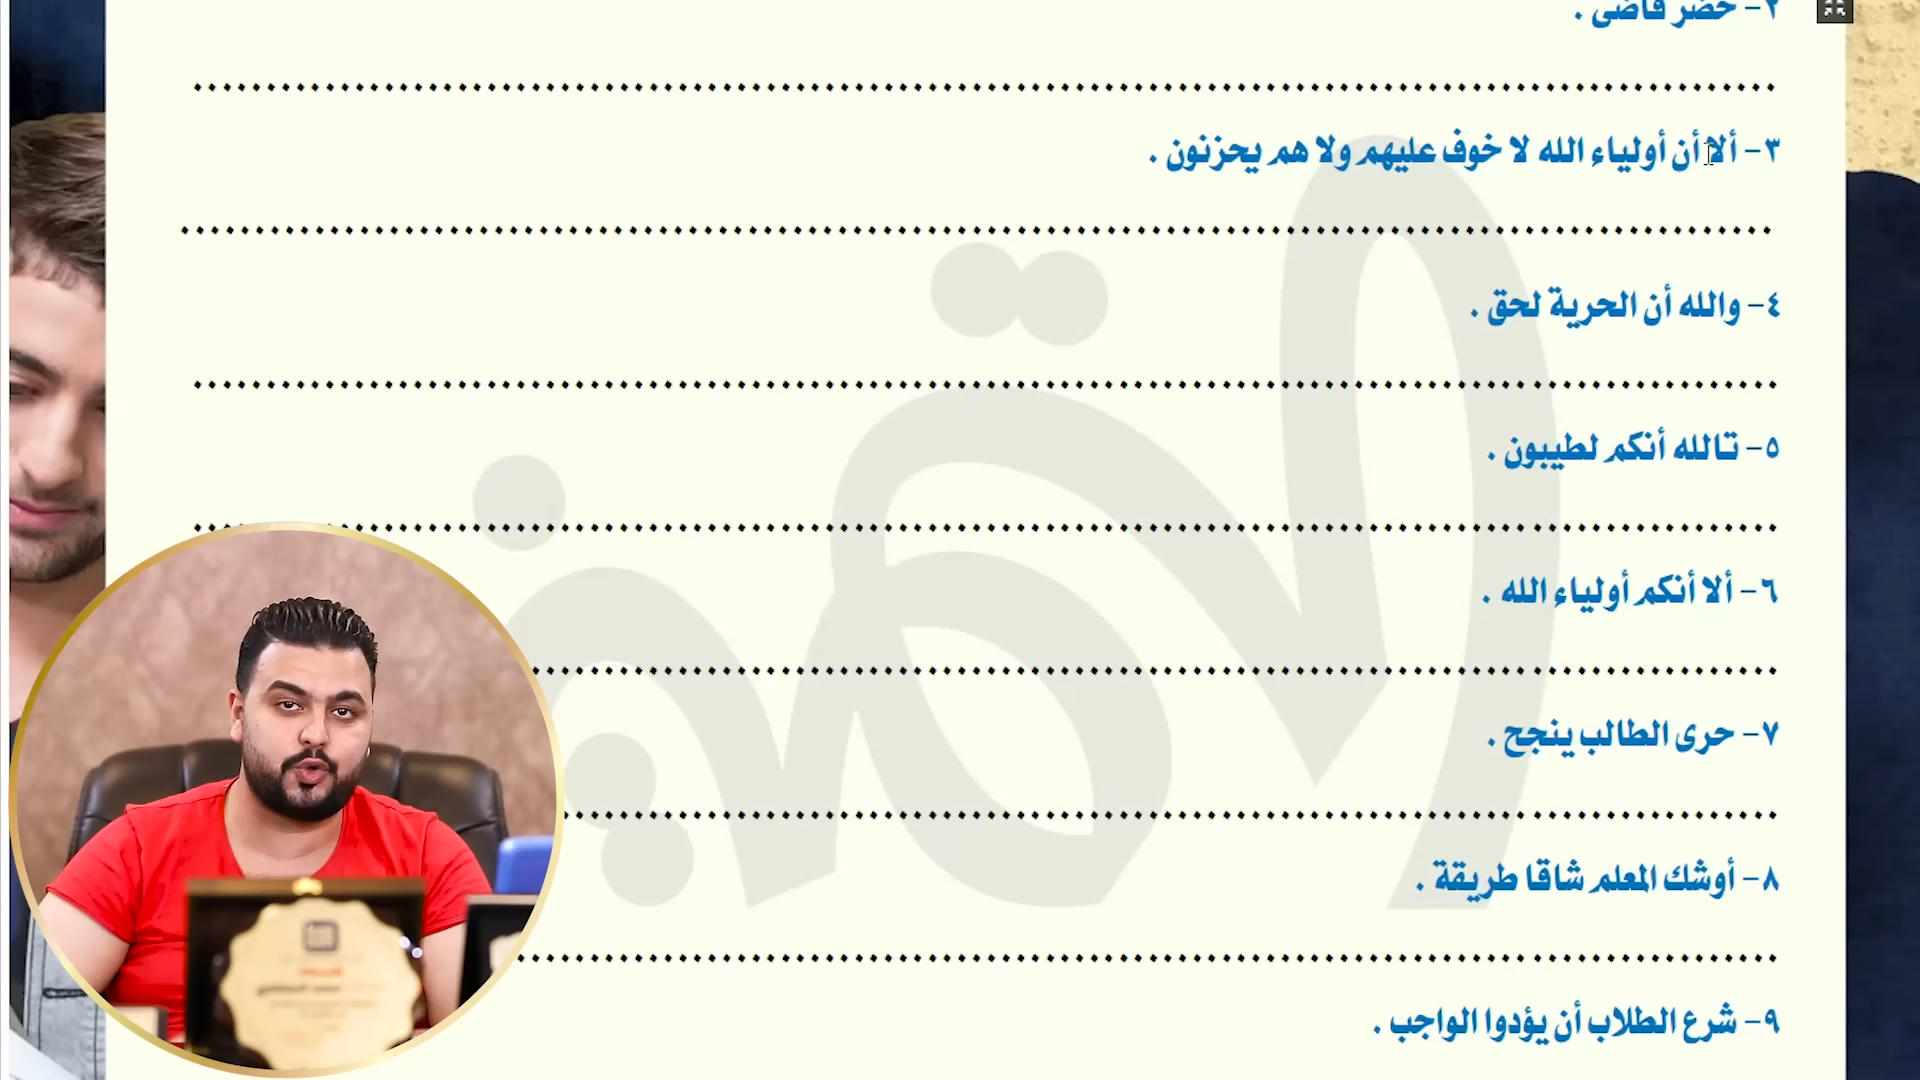 ٢- حضر قاضى .
٣- ألا أن أولياء الله لا خوف عليهم ولا هم يحزنون .
٤- والله أن الحرية لحق .
٥- تالله أنكم لطيبون .
٦- ألا أنكم أولياء الله .
٧- حرى الطالب ينجح .
٨- أوشك المعلم شاقا طريقة .
٩- شرع الطلاب أن يؤدوا الواجب .